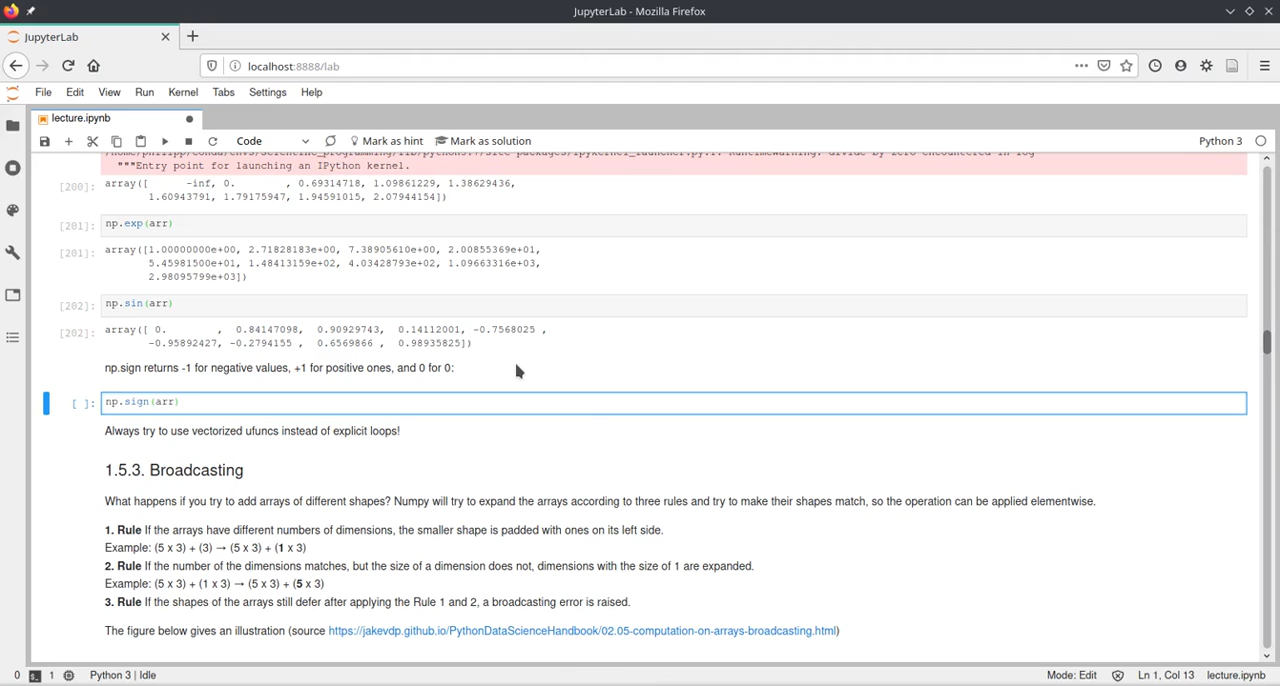 JupyterLab - Mozilla Firefox
JupyterLab
localhost:8888/lab
File Edit View Run Kernel Tabs Settings Help
lecture.ipynb
Code Mark as hint Mark as solution Python 3
"""Entry point for launching an IPython kernel.
[200]: array([ -inf, 0. , 0.69314718, 1.09861229, 1.38629436,
1.60943791, 1.79175947, 1.94591015, 2.07944154])
[201]: np.exp(arr)
[201]: array([1.00000000e+00, 2.71828183e+00, 7.38905610e+00, 2.00855369e+01,
5.45981500e+01, 1.48413159e+02, 4.03428793e+02, 1.09663316e+03,
2.98095799e+03])
[202]: np.sin(arr)
[202]: array([ 0. , 0.84147098, 0.90929743, 0.14112001, -0.7568025 ,
-0.95892427, -0.2794155 , 0.6569866 , 0.98935825])
np.sign returns -1 for negative values, +1 for positive ones, and 0 for 0:
[ ]: np.sign(arr)
Always try to use vectorized ufuncs instead of explicit loops!
1.5.3. Broadcasting
What happens if you try to add arrays of different shapes? Numpy will try to expand the arrays according to three rules and try to make their shapes match, so the operation can be applied elementwise.
1. Rule If the arrays have different numbers of dimensions, the smaller shape is padded with ones on its left side.
Example: (5 x 3) + (3) → (5 x 3) + (1 x 3)
2. Rule If the number of the dimensions matches, but the size of a dimension does not, dimensions with the size of 1 are expanded.
Example: (5 x 3) + (1 x 3) → (5 x 3) + (5 x 3)
3. Rule If the shapes of the arrays still defer after applying the Rule 1 and 2, a broadcasting error is raised.
The figure below gives an illustration (source https://jakevdp.github.io/PythonDataScienceHandbook/02.05-computation-on-arrays-broadcasting.html)
0 1 Python 3 | Idle Mode: Edit Ln 1, Col 13 lecture.ipynb